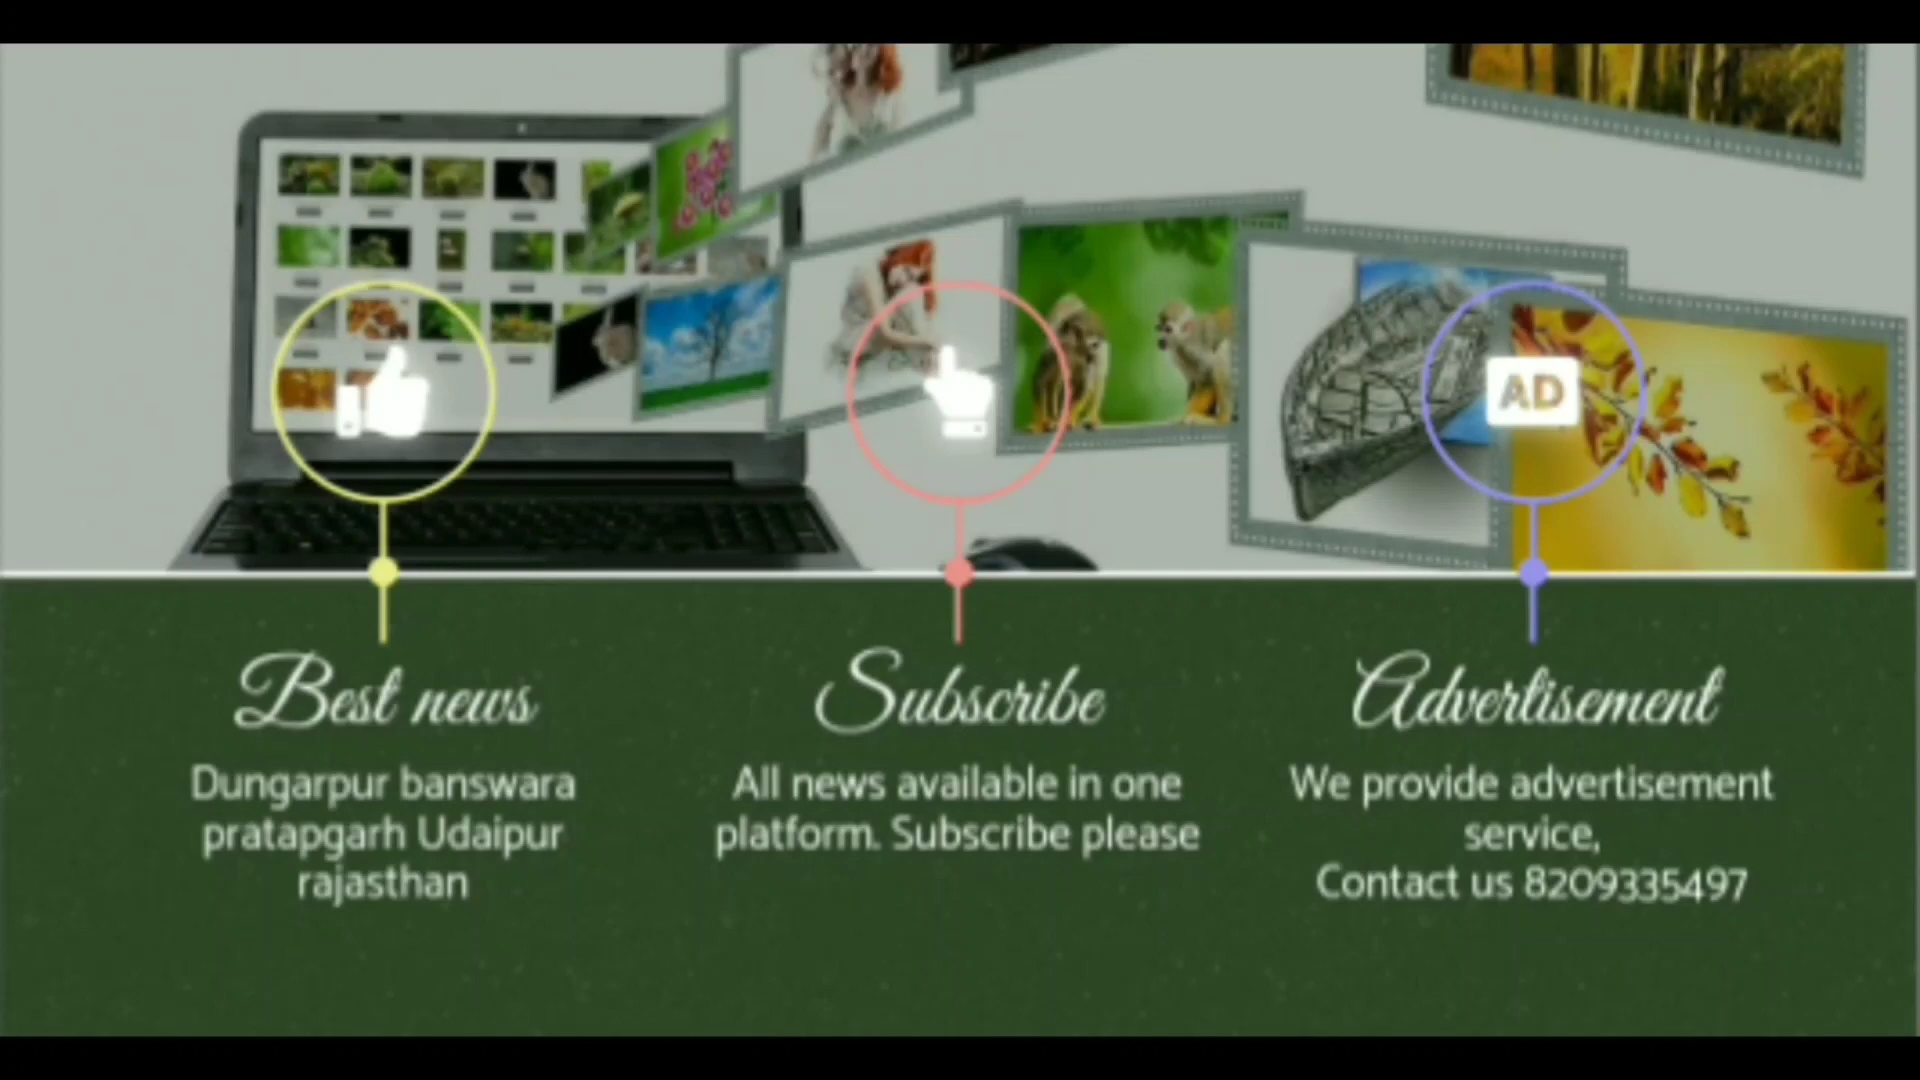 AD
Best news
Dungarpur banswara
pratapgarh Udaipur
rajasthan
Subscribe
All news available in one
platform. Subscribe please
Advertisement
We provide advertisement
service,
Contact us 8209335497